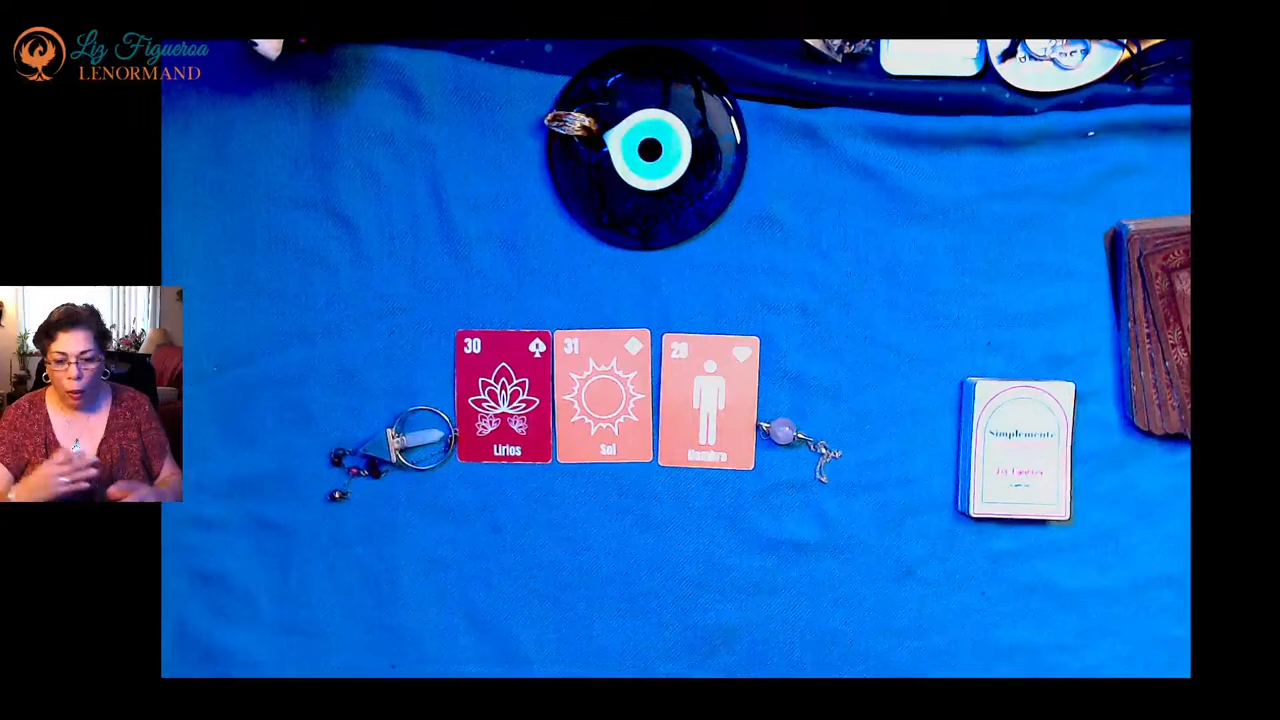 Liz Figueroa
LENORMAND
30
Lirios
31
Sol
28
Hombre
Simplemente